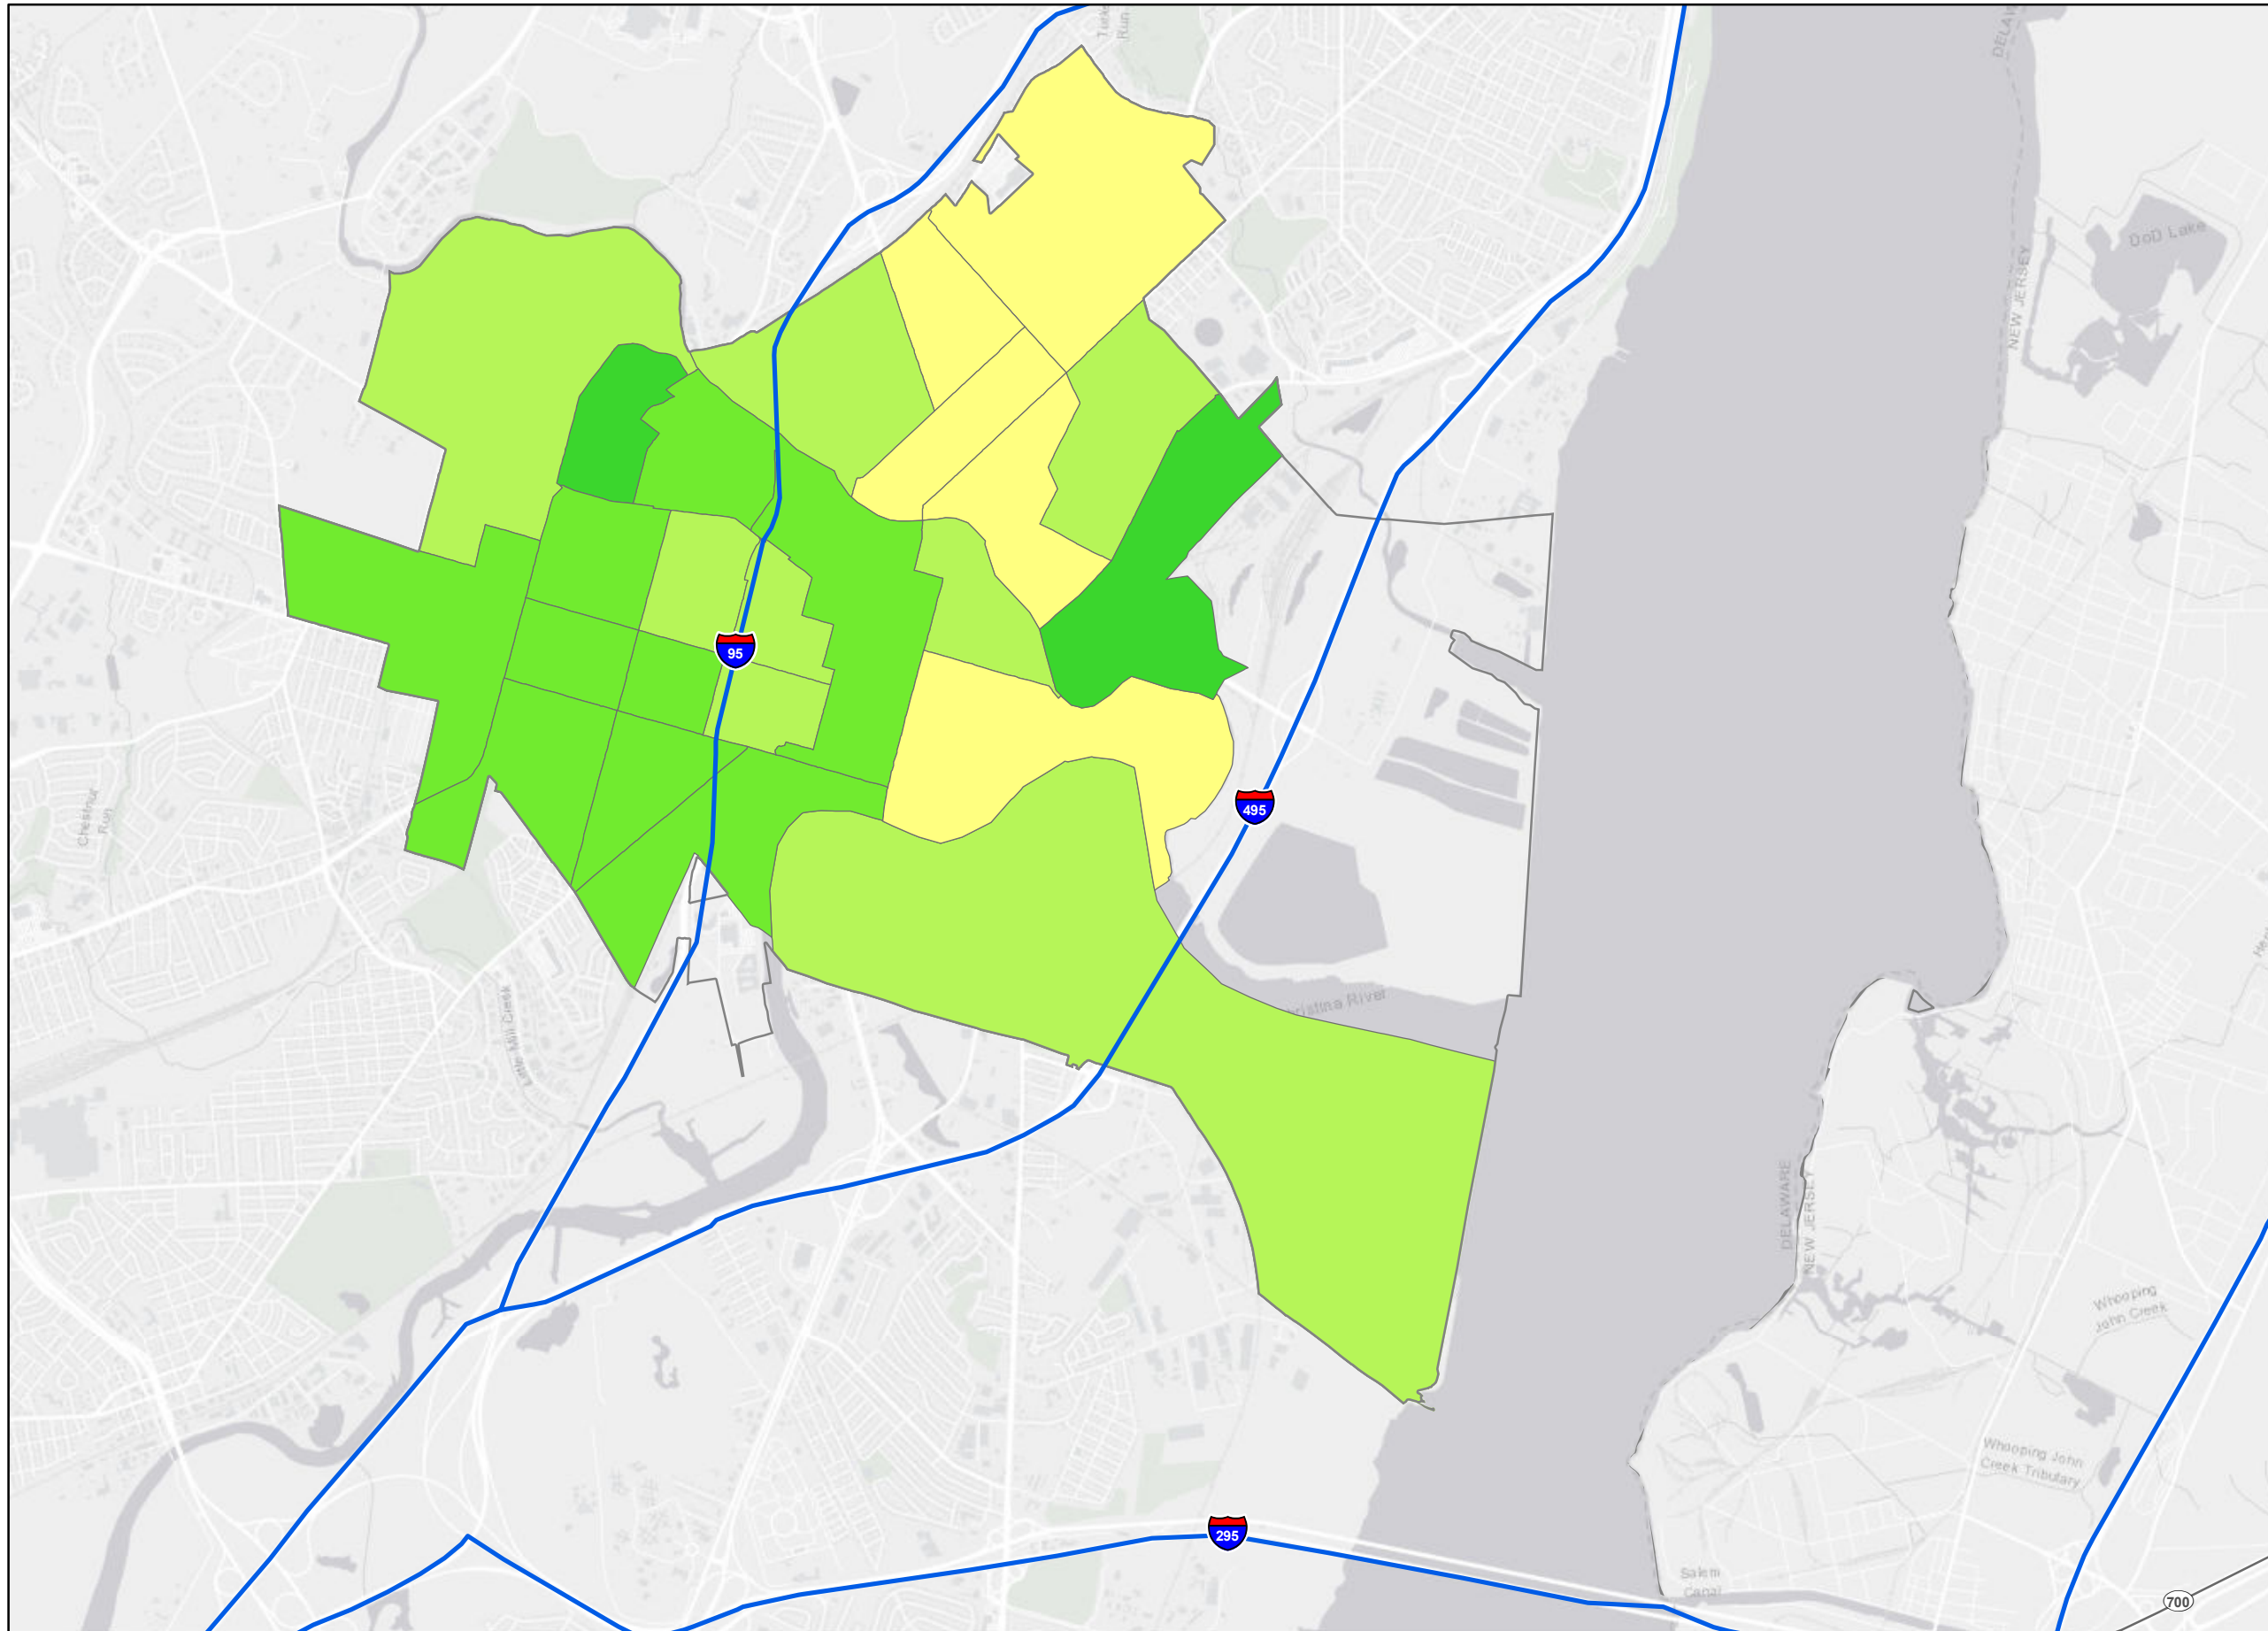 Run
DoD Lake
NEW JERSEY
95
495
Chestnut
Run
Christina River
Little Mill Creek
DELAWARE
NEW JERSEY
Whooping
John Creek
Whooping John
Creek Tributary
295
Salem
Canal
700